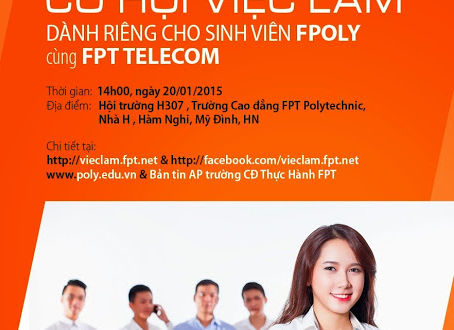 CƠ HỘI VIỆC LÀM
DÀNH RIÊNG CHO SINH VIÊN FPOLY
cùng FPT TELECOM
Thời gian: 14h00, ngày 20/01/2015
Địa điểm: Hội trường H307 , Trường Cao đẳng FPT Polytechnic,
Nhà H , Hàm Nghi, Mỹ Đình, HN
Chi tiết tại:
http://vieclam.fpt.net & http://facebook.com/vieclam.fpt.net
www.poly.edu.vn & Bản tin AP trường CĐ Thực Hành FPT